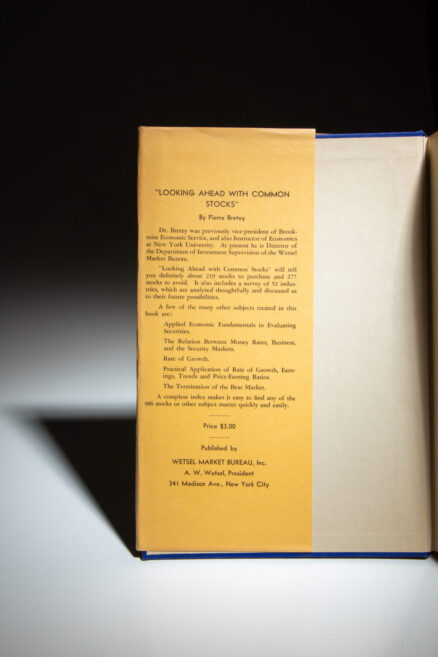 "LOOKING AHEAD WITH COMMON
STOCKS"
By Pierre Bretey
Dr. Bretey was previously vice-president of Brook-
mire Economic Service, and also Instructor of Economics
at New York University. At present he is Director of
the Department of Investment Supervision of the Wetsel
Market Bureau.
"Looking Ahead with Common Stocks" will tell
you definitely about 219 stocks to purchase and 277
stocks to avoid. It also includes a survey of 52 indus-
tries, which are analyzed thoughtfully and discussed as
to their future possibilities.
A few of the many other subjects treated in this
book are:
Applied Economic Fundamentals in Evaluating
Securities.
The Relation Between Money Rates, Business,
and the Security Markets.
Rate of Growth.
Practical Application of Rate of Growth, Earn-
ings, Trends and Price-Earning Ratios.
The Termination of the Bear Market.
A complete index makes it easy to find any of the
486 stocks or other subject matter quickly and easily.
Price $3.00
Published by
WETSEL MARKET BUREAU, Inc.
A. W. Wetsel, President
341 Madison Ave., New York City